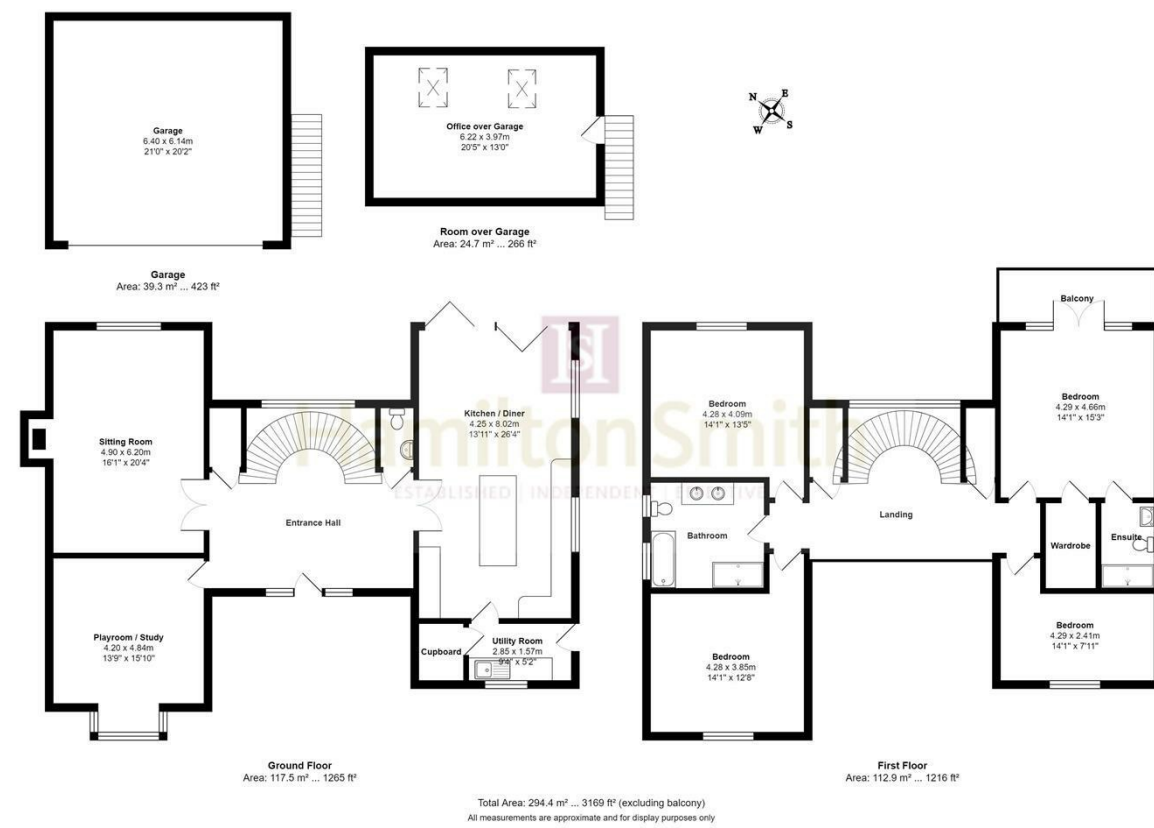 Garage
6.40 x 6.14m
21'0" x 20'2"
Garage
Area: 39.3 m² ... 423 ft²
Office over Garage
6.22 x 3.97m
20'5" x 13'0"
Room over Garage
Area: 24.7 m² ... 266 ft²
N E
W S
Sitting Room
4.90 x 6.20m
16'1" x 20'4"
Entrance Hall
Kitchen / Diner
4.25 x 8.02m
13'11" x 26'4"
Playroom / Study
4.20 x 4.84m
13'9" x 15'10"
Cupboard
Utility Room
2.85 x 1.57m
9'4" x 5'2"
Ground Floor
Area: 117.5 m² ... 1265 ft²
HS
HamiltonSmith
ESTABLISHED | INDEPENDENT | EFFECTIVE
Balcony
Bedroom
4.28 x 4.09m
14'1" x 13'5"
Bedroom
4.29 x 4.66m
14'1" x 15'3"
Bathroom
Landing
Wardrobe
Ensuite
Bedroom
4.28 x 3.85m
14'1" x 12'8"
Bedroom
4.29 x 2.41m
14'1" x 7'11"
First Floor
Area: 112.9 m² ... 1216 ft²
Total Area: 294.4 m² ... 3169 ft² (excluding balcony)
All measurements are approximate and for display purposes only